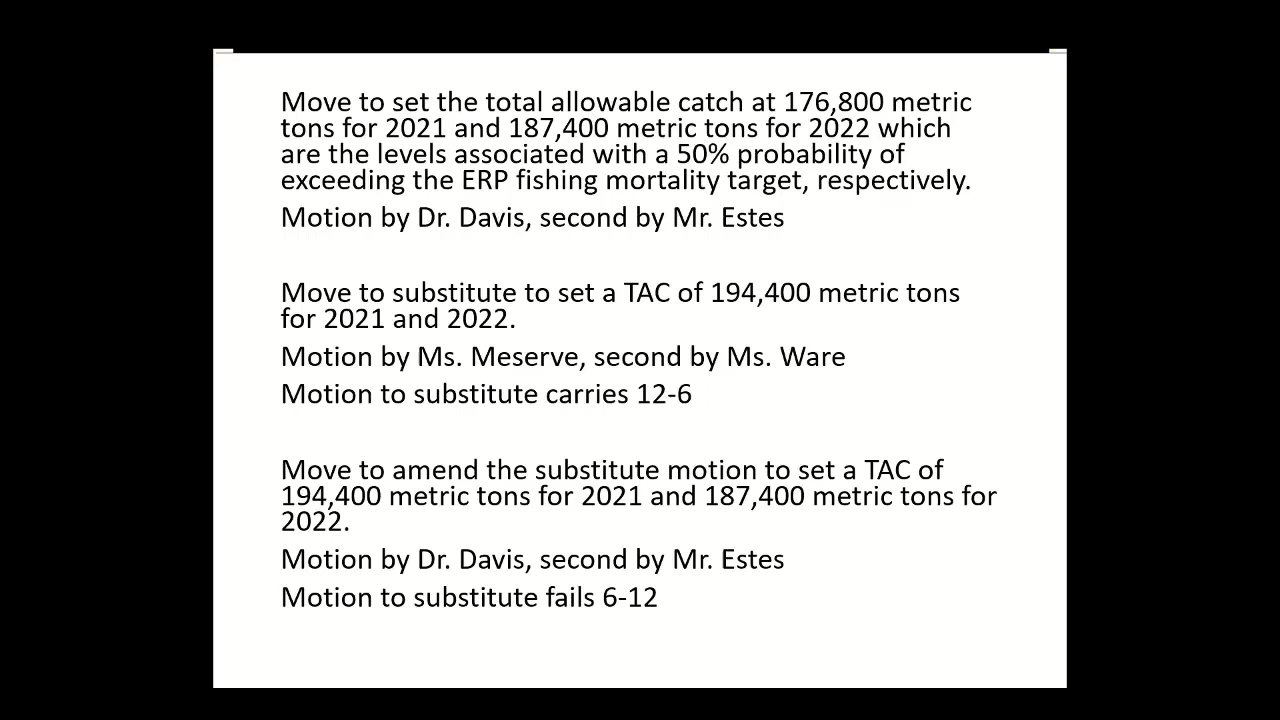 Move to set the total allowable catch at 176,800 metric
tons for 2021 and 187,400 metric tons for 2022 which
are the levels associated with a 50% probability of
exceeding the ERP fishing mortality target, respectively.
Motion by Dr. Davis, second by Mr. Estes
Move to substitute to set a TAC of 194,400 metric tons
for 2021 and 2022.
Motion by Ms. Meserve, second by Ms. Ware
Motion to substitute carries 12-6
Move to amend the substitute motion to set a TAC of
194,400 metric tons for 2021 and 187,400 metric tons for
2022.
Motion by Dr. Davis, second by Mr. Estes
Motion to substitute fails 6-12